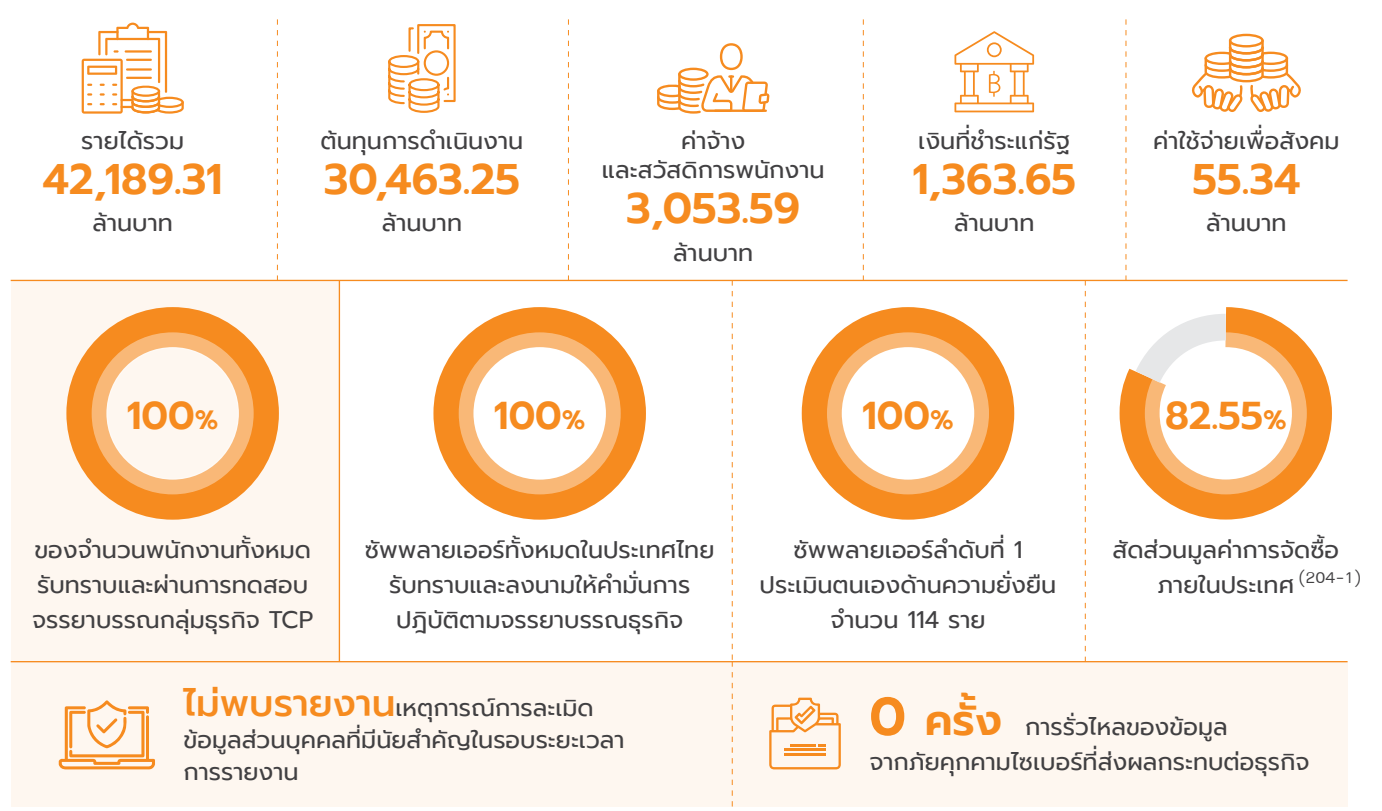 รายได้รวม
42,189.31
ล้านบาท
ต้นทุนการดำเนินงาน
30,463.25
ล้านบาท
ค่าจ้าง
และสวัสดิการพนักงาน
3,053.59
ล้านบาท
เงินที่ชำระแก่รัฐ
1,363.65
ล้านบาท
ค่าใช้จ่ายเพื่อสังคม
55.34
ล้านบาท
100%
ของจำนวนพนักงานทั้งหมด
รับทราบและผ่านการทดสอบ
จรรยาบรรณกลุ่มธุรกิจ TCP
100%
ซัพพลายเออร์ทั้งหมดในประเทศไทย
รับทราบและลงนามให้คำมั่นการ
ปฎิบัติตามจรรยาบรรณธุรกิจ
100%
ซัพพลายเออร์ลำดับที่ 1
ประเมินตนเองด้านความยั่งยืน
จำนวน 114 ราย
82.55%
สัดส่วนมูลค่าการจัดซื้อ
ภายในประเทศ (204-1)
ไม่พบรายงานเหตุการณ์การละเมิด
ข้อมูลส่วนบุคคลที่มีนัยสำคัญในรอบระยะเวลา
การรายงาน
0 ครั้ง การรั่วไหลของข้อมูล
จากภัยคุกคามไซเบอร์ที่ส่งผลกระทบต่อธุรกิจ